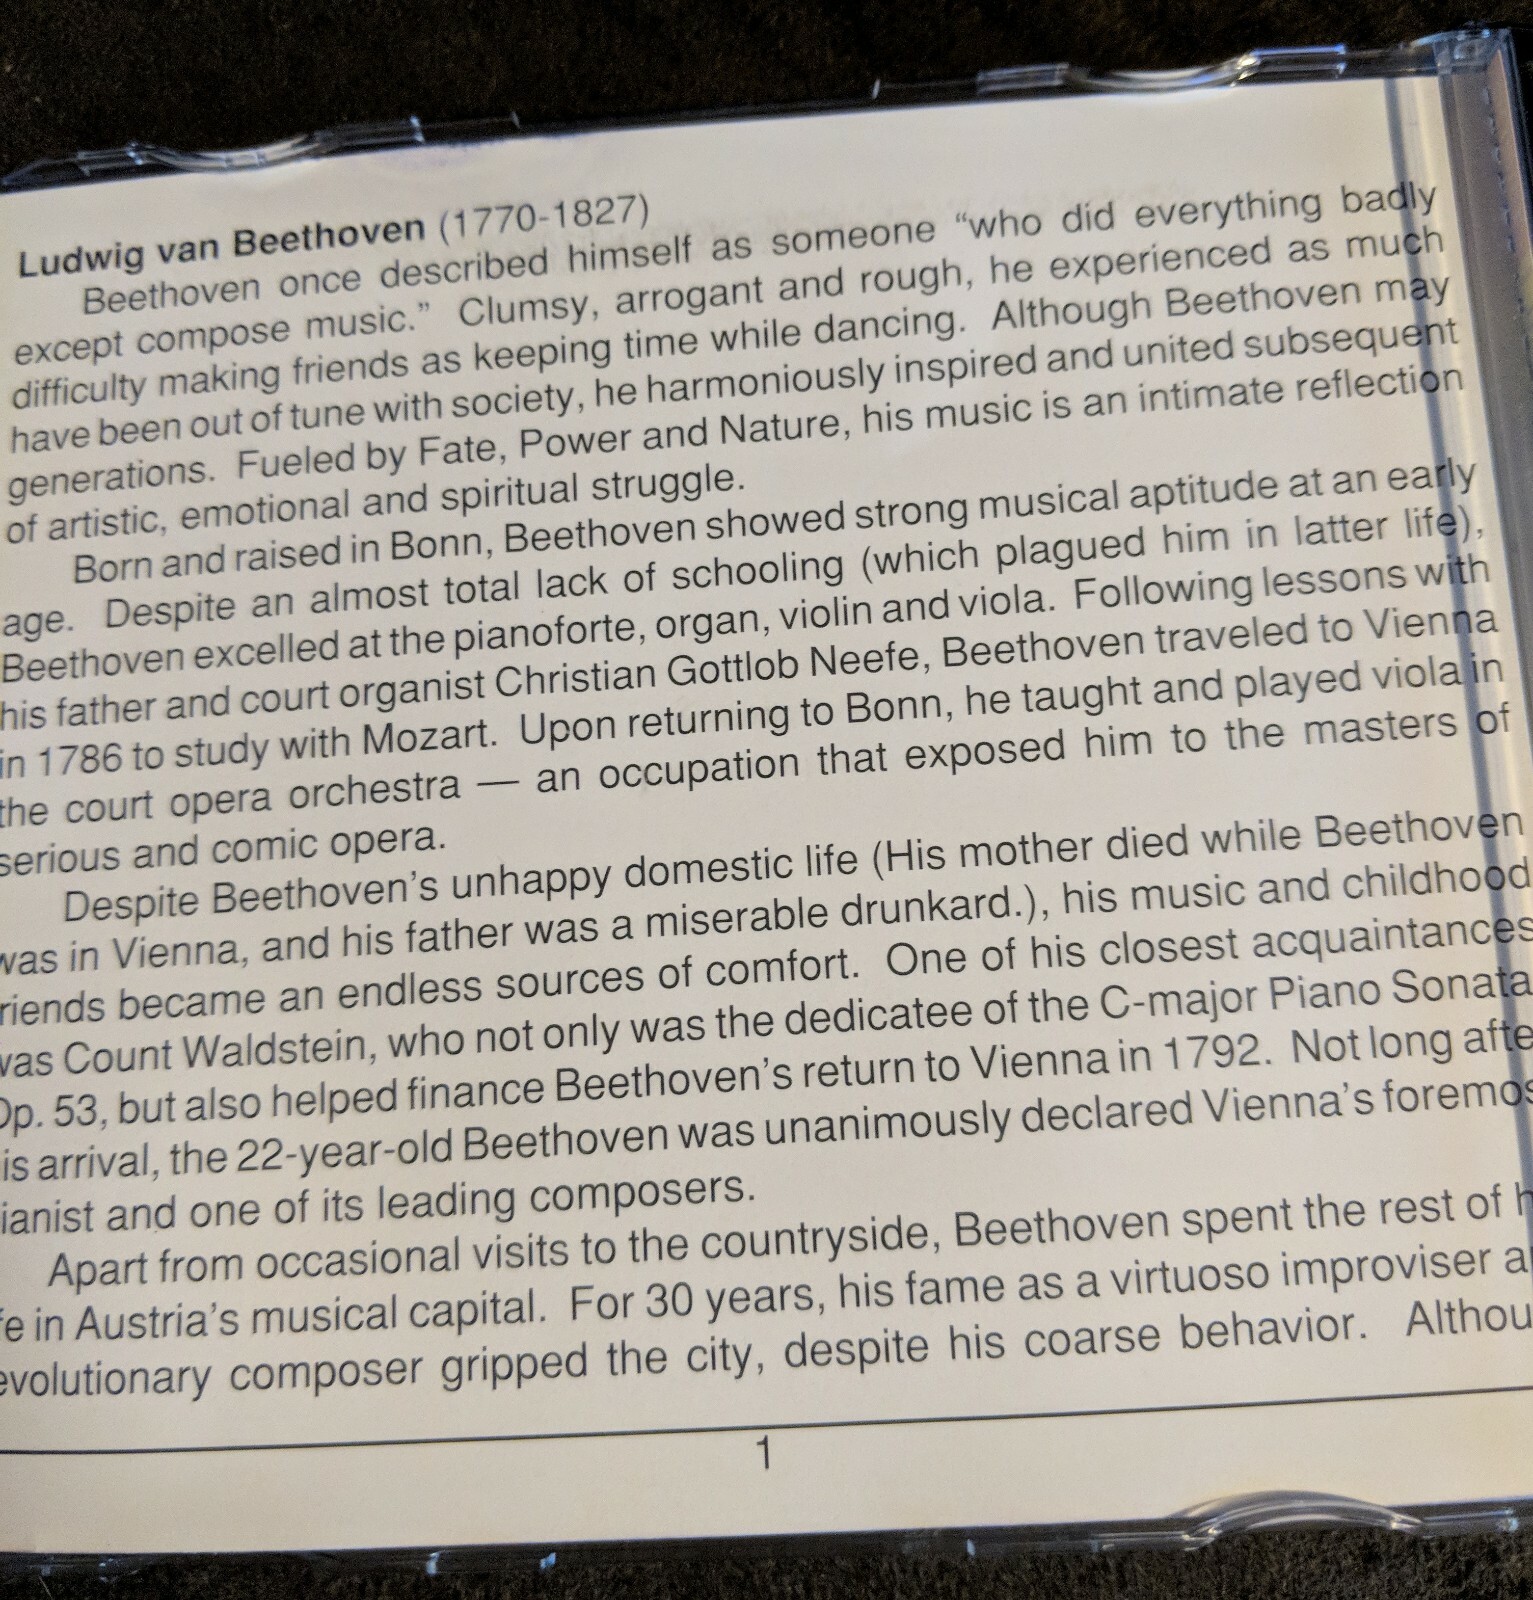 Ludwig van Beethoven (1770-1827)
Beethoven once described himself as someone “who did everything badly
except compose music.” Clumsy, arrogant and rough, he experienced as much
difficulty making friends as keeping time while dancing. Although Beethoven may
have been out of tune with society, he harmoniously inspired and united subsequent
generations. Fueled by Fate, Power and Nature, his music is an intimate reflection
of artistic, emotional and spiritual struggle.
Born and raised in Bonn, Beethoven showed strong musical aptitude at an early
age. Despite an almost total lack of schooling (which plagued him in latter life),
Beethoven excelled at the pianoforte, organ, violin and viola. Following lessons with
his father and court organist Christian Gottlob Neefe, Beethoven traveled to Vienna
in 1786 to study with Mozart. Upon returning to Bonn, he taught and played viola in
the court opera orchestra — an occupation that exposed him to the masters of
serious and comic opera.
Despite Beethoven’s unhappy domestic life (His mother died while Beethoven
was in Vienna, and his father was a miserable drunkard.), his music and childhood
riends became an endless sources of comfort. One of his closest acquaintances
was Count Waldstein, who not only was the dedicatee of the C-major Piano Sonata
Op. 53, but also helped finance Beethoven’s return to Vienna in 1792. Not long afte
is arrival, the 22-year-old Beethoven was unanimously declared Vienna’s foremos
ianist and one of its leading composers.
Apart from occasional visits to the countryside, Beethoven spent the rest of h
fe in Austria’s musical capital. For 30 years, his fame as a virtuoso improviser a
evolutionary composer gripped the city, despite his coarse behavior. Althou
1